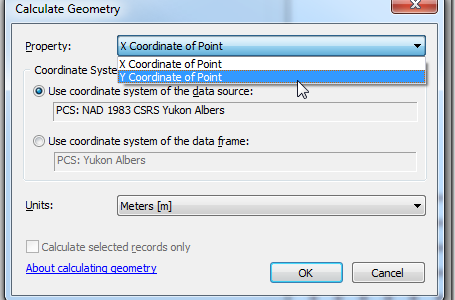 Calculate Geometry
Property:
X Coordinate of Point
X Coordinate of Point
Y Coordinate of Point
Coordinate System
Use coordinate system of the data source:
PCS: NAD 1983 CSRS Yukon Albers
Use coordinate system of the data frame:
PCS: Yukon Albers
Units:
Meters [m]
Calculate selected records only
About calculating geometry
OK
Cancel